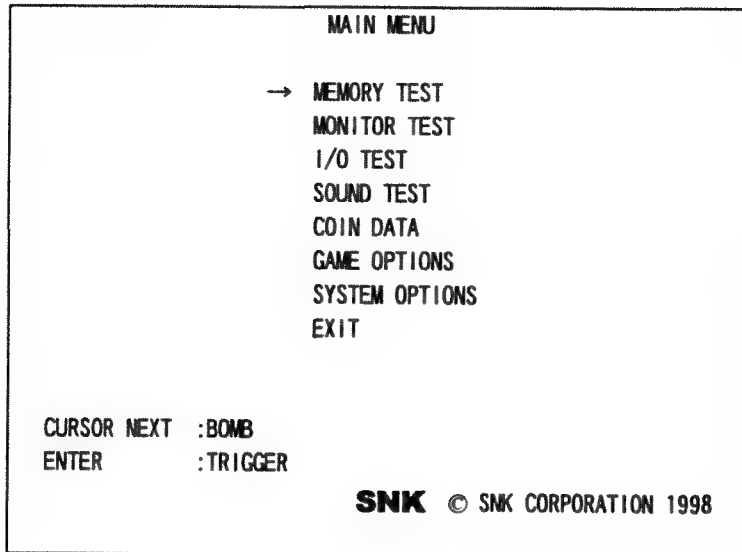 MAIN MENU
→ MEMORY TEST
MONITOR TEST
I/O TEST
SOUND TEST
COIN DATA
GAME OPTIONS
SYSTEM OPTIONS
EXIT
CURSOR NEXT :BOMB
ENTER :TRIGGER
SNK © SNK CORPORATION 1998